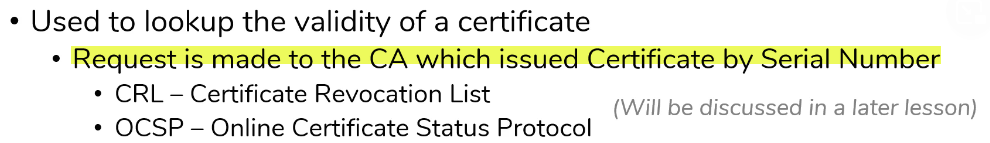 • Used to lookup the validity of a certificate
• Request is made to the CA which issued Certificate by Serial Number
• CRL – Certificate Revocation List
(Will be discussed in a later lesson)
• OCSP – Online Certificate Status Protocol